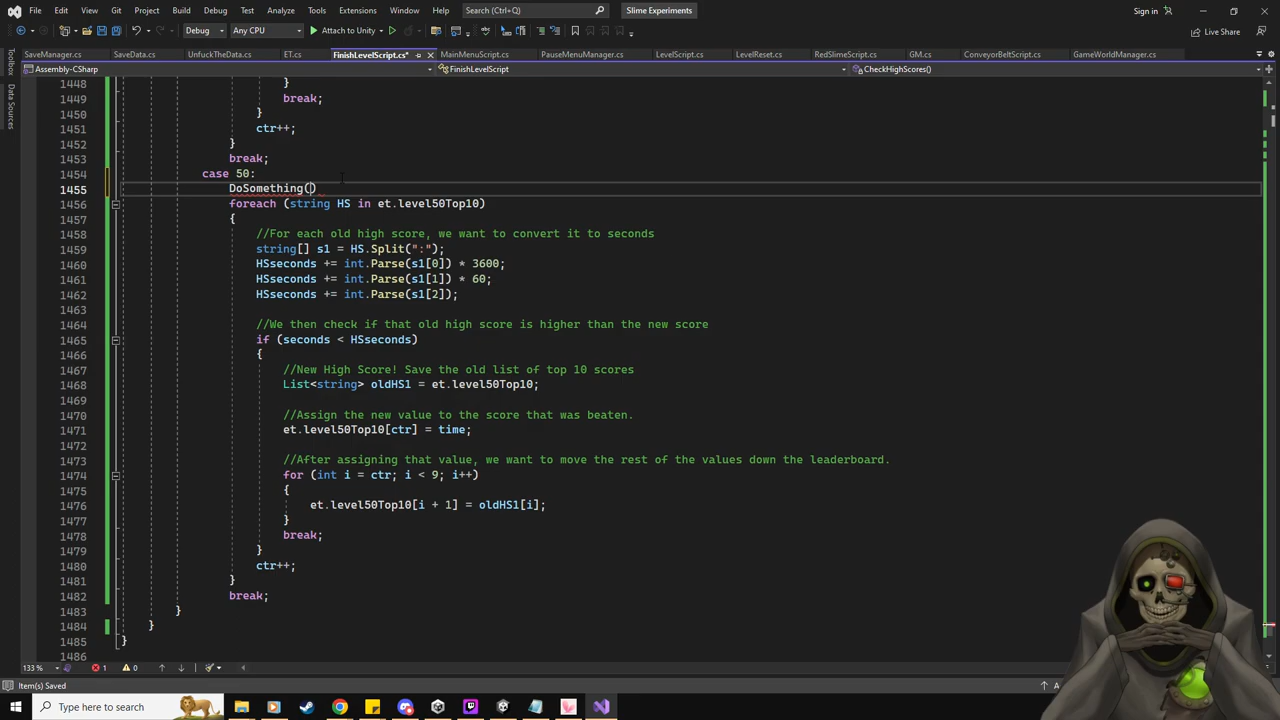 File Edit View Git Project Build Debug Test Analyze Tools Extensions Window Help Search (Ctrl+Q) Slime Experiments Sign in
Debug Any CPU Attach to Unity Live Share
SaveManager.cs SaveData.cs UnfuckTheData.cs ET.cs FinishLevelScript.cs* MainMenuScript.cs PauseMenuManager.cs LevelScript.cs LevelReset.cs RedSlimeScript.cs GM.cs ConveyorBeltScript.cs GameWorldManager.cs
Toolbox
Data Sources
Assembly-CSharp FinishLevelScript CheckHighScores()
1448 }
1449 break;
1450 }
1451 ctr++;
1452 }
1453 break;
1454 case 50:
1455 DoSomething()
1456 foreach (string HS in et.level50Top10)
1457 {
1458 //For each old high score, we want to convert it to seconds
1459 string[] s1 = HS.Split(":");
1460 HSseconds += int.Parse(s1[0]) * 3600;
1461 HSseconds += int.Parse(s1[1]) * 60;
1462 HSseconds += int.Parse(s1[2]);
1463
1464 //We then check if that old high score is higher than the new score
1465 if (seconds < HSseconds)
1466 {
1467 //New High Score! Save the old list of top 10 scores
1468 List<string> oldHS1 = et.level50Top10;
1469
1470 //Assign the new value to the score that was beaten.
1471 et.level50Top10[ctr] = time;
1472
1473 //After assigning that value, we want to move the rest of the values down the leaderboard.
1474 for (int i = ctr; i < 9; i++)
1475 {
1476 et.level50Top10[i + 1] = oldHS1[i];
1477 }
1478 break;
1479 }
1480 ctr++;
1481 }
1482 break;
1483 }
1484 }
1485 }
1486
133 % 1 0
Item(s) Saved
Type here to search